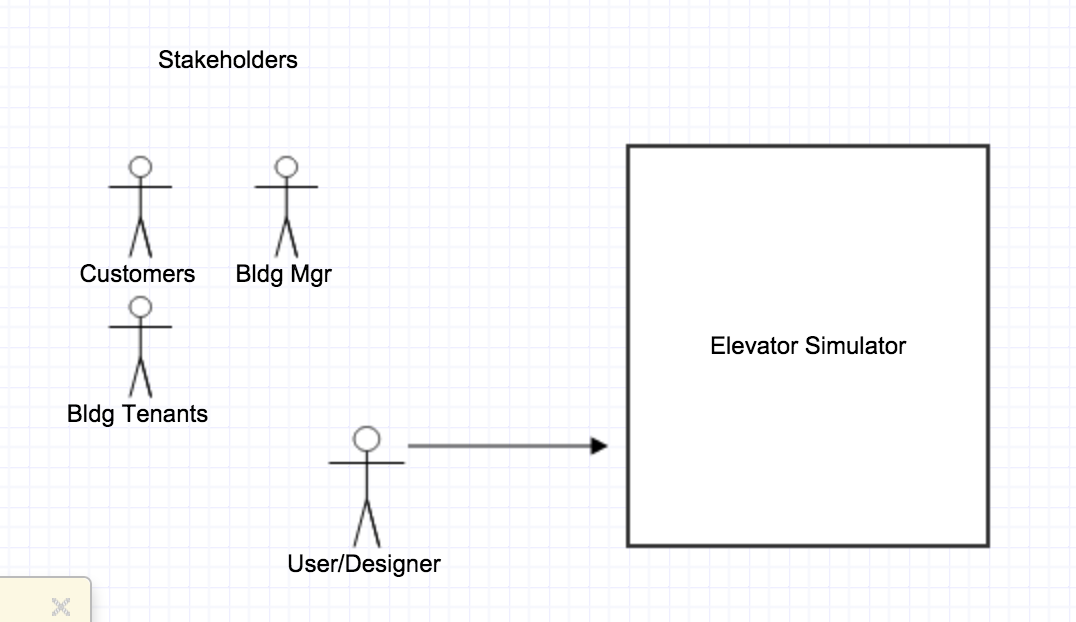 Stakeholders
Customers
Bldg Mgr
Bldg Tenants
Elevator Simulator
User/Designer